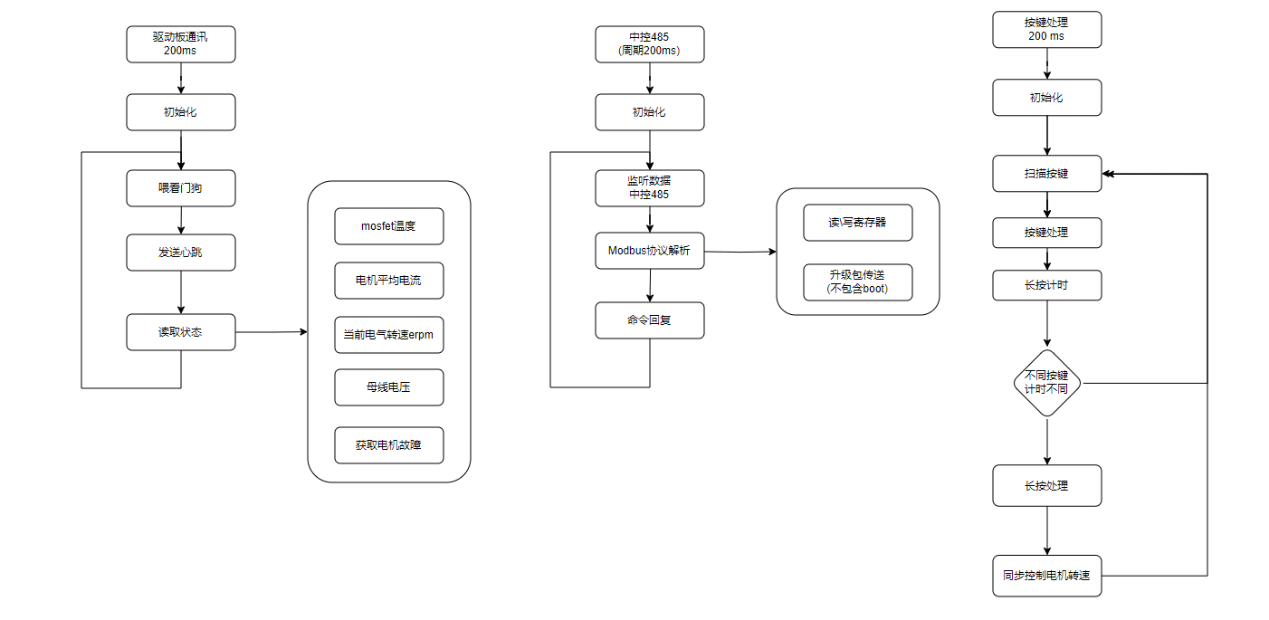 驱动板通讯
200ms
初始化
喂看门狗
发送心跳
读取状态
mosfet温度
电机平均电流
当前电气转速erpm
母线电压
获取电机故障
中控485
(周期200ms)
初始化
监听数据
中控485
Modbus协议解析
命令回复
读\写寄存器
升级包传送
(不包含boot)
按键处理
200 ms
初始化
扫描按键
按键处理
长按计时
不同按键
计时不同
长按处理
同步控制电机转速